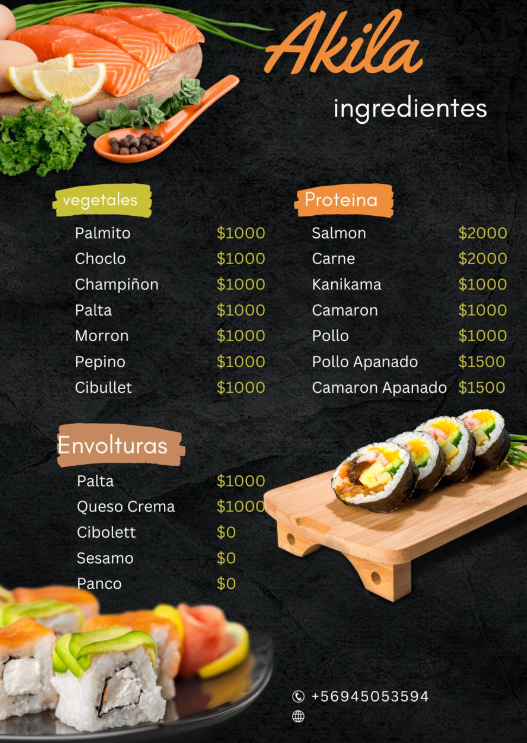 Akila
ingredientes
vegetales
Palmito $1000
Choclo $1000
Champiñon $1000
Palta $1000
Morron $1000
Pepino $1000
Cibullet $1000
Proteina
Salmon $2000
Carne $2000
Kanikama $1000
Camaron $1000
Pollo $1000
Pollo Apanado $1500
Camaron Apanado $1500
Envolturas
Palta $1000
Queso Crema $1000
Cibolett $0
Sesamo $0
Panco $0
+56945053594